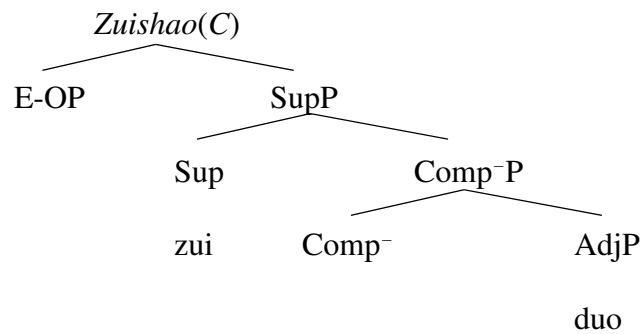 Zuishao(C)
E-OP SupP
Sup Comp⁻P
zui Comp⁻ AdjP
duo